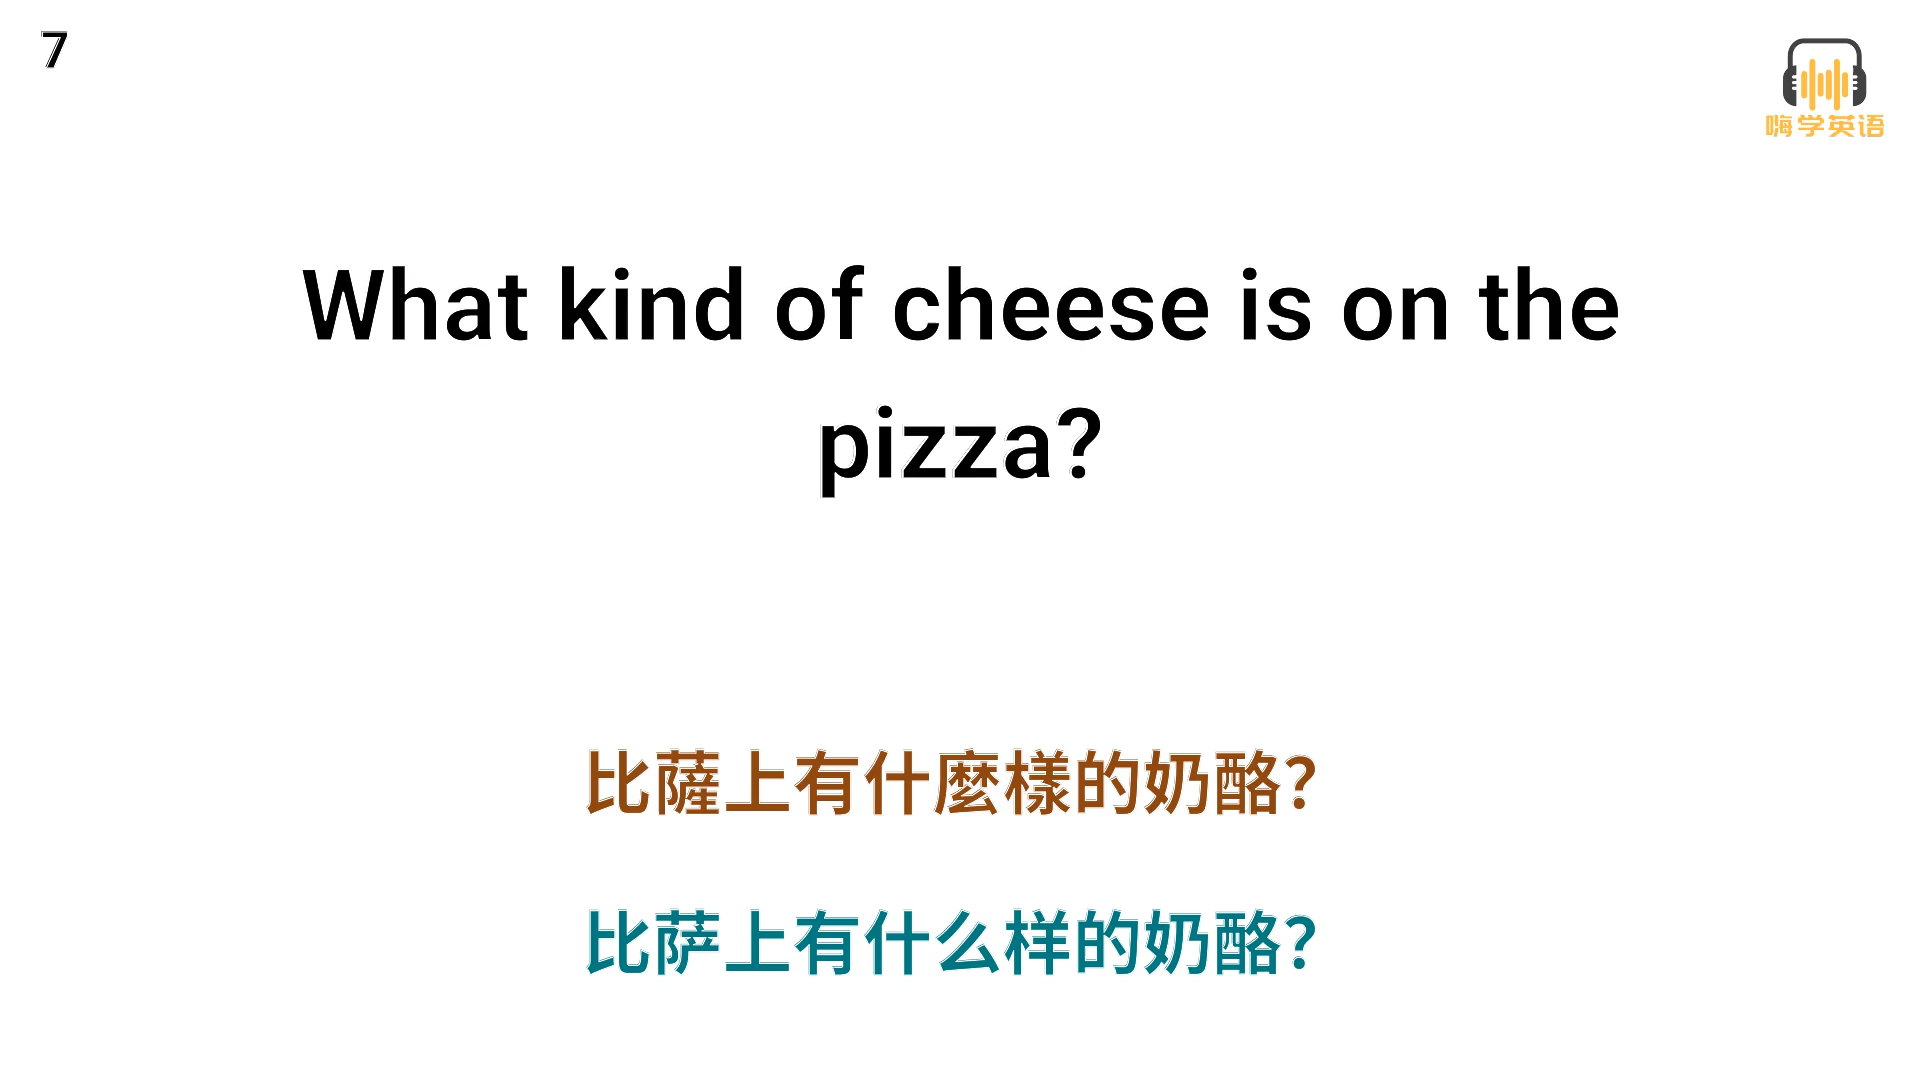 7
嗨学英语
What kind of cheese is on the
pizza?
比薩上有什麼樣的奶酪?
比萨上有什么样的奶酪?